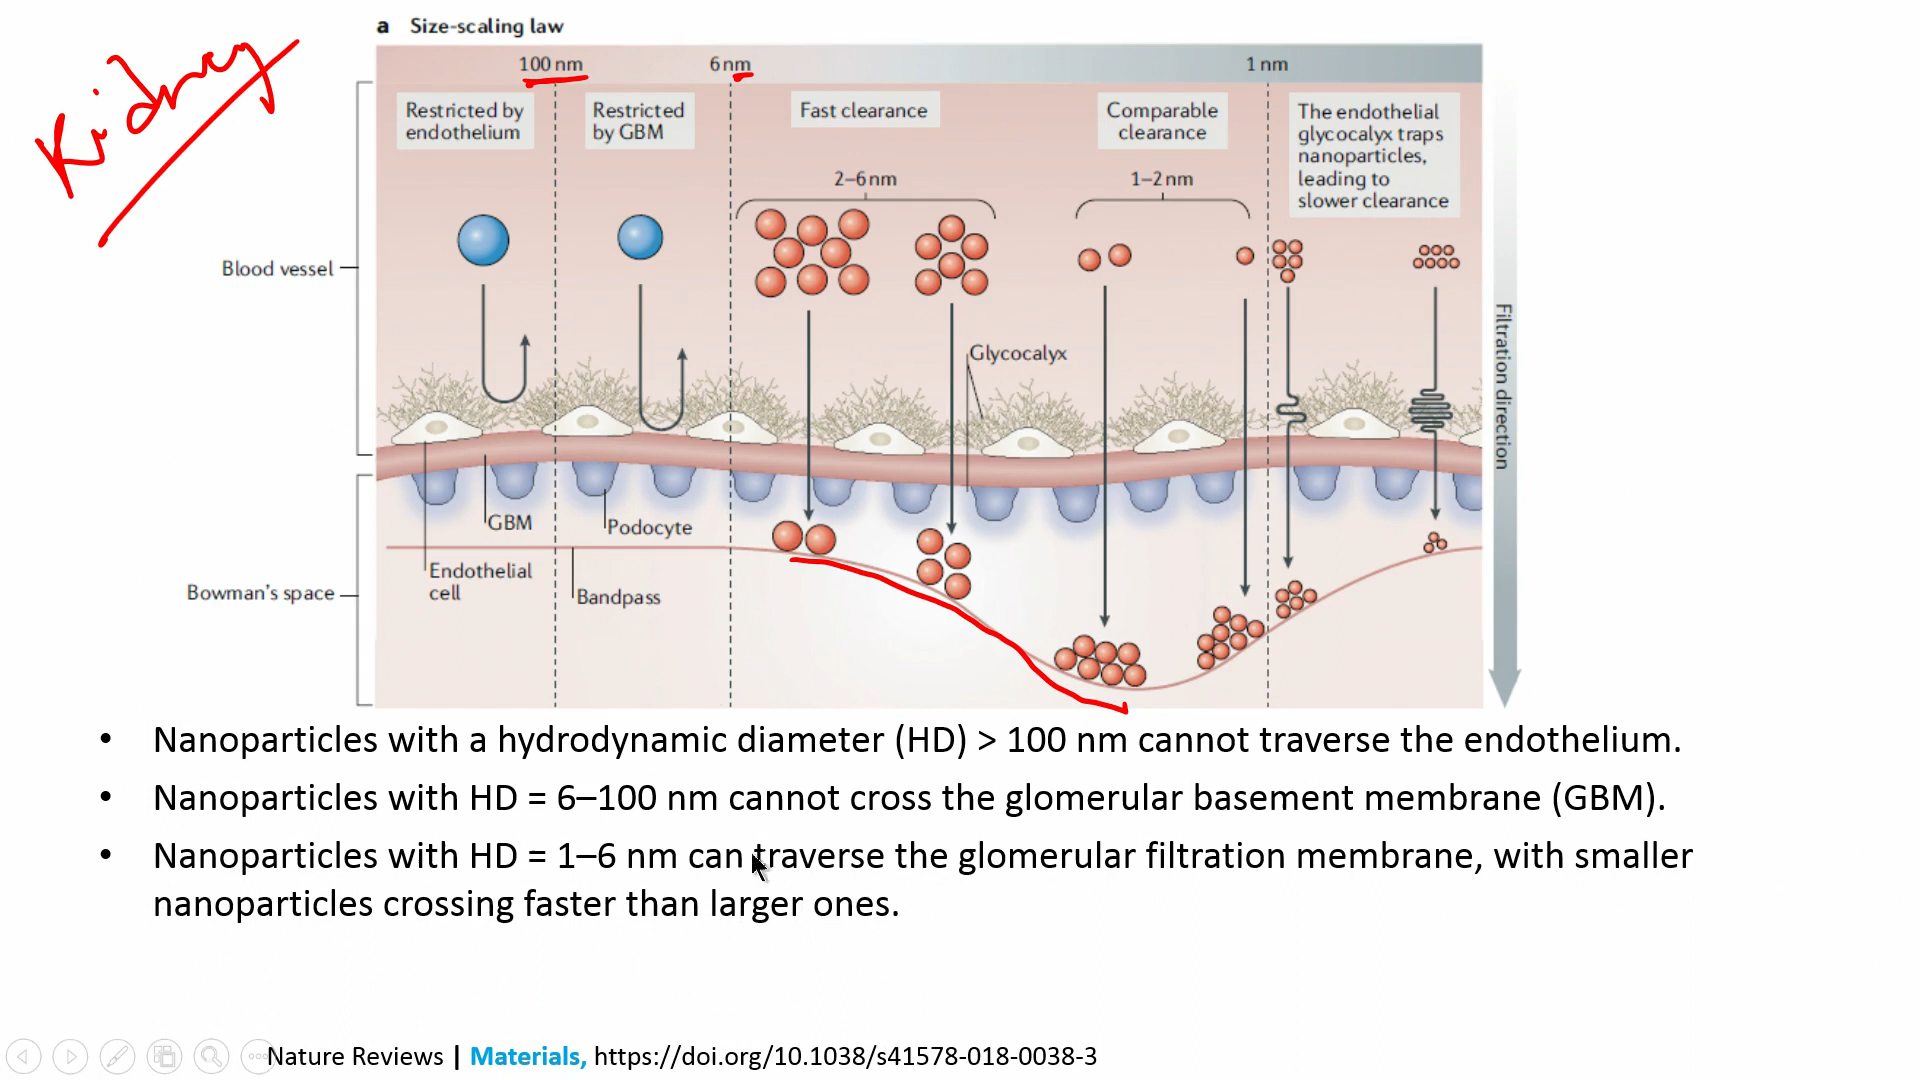 Kidney
a Size-scaling law
100 nm 6 nm 1 nm
Restricted by
endothelium
Restricted
by GBM
Fast clearance
Comparable
clearance
The endothelial
glycocalyx traps
nanoparticles,
leading to
slower clearance
2–6 nm
1–2 nm
Blood vessel
Glycocalyx
Filtration direction
GBM
Podocyte
Endothelial
cell
Bandpass
Bowman's space
• Nanoparticles with a hydrodynamic diameter (HD) > 100 nm cannot traverse the endothelium.
• Nanoparticles with HD = 6–100 nm cannot cross the glomerular basement membrane (GBM).
• Nanoparticles with HD = 1–6 nm can traverse the glomerular filtration membrane, with smaller
nanoparticles crossing faster than larger ones.
Nature Reviews | Materials, https://doi.org/10.1038/s41578-018-0038-3